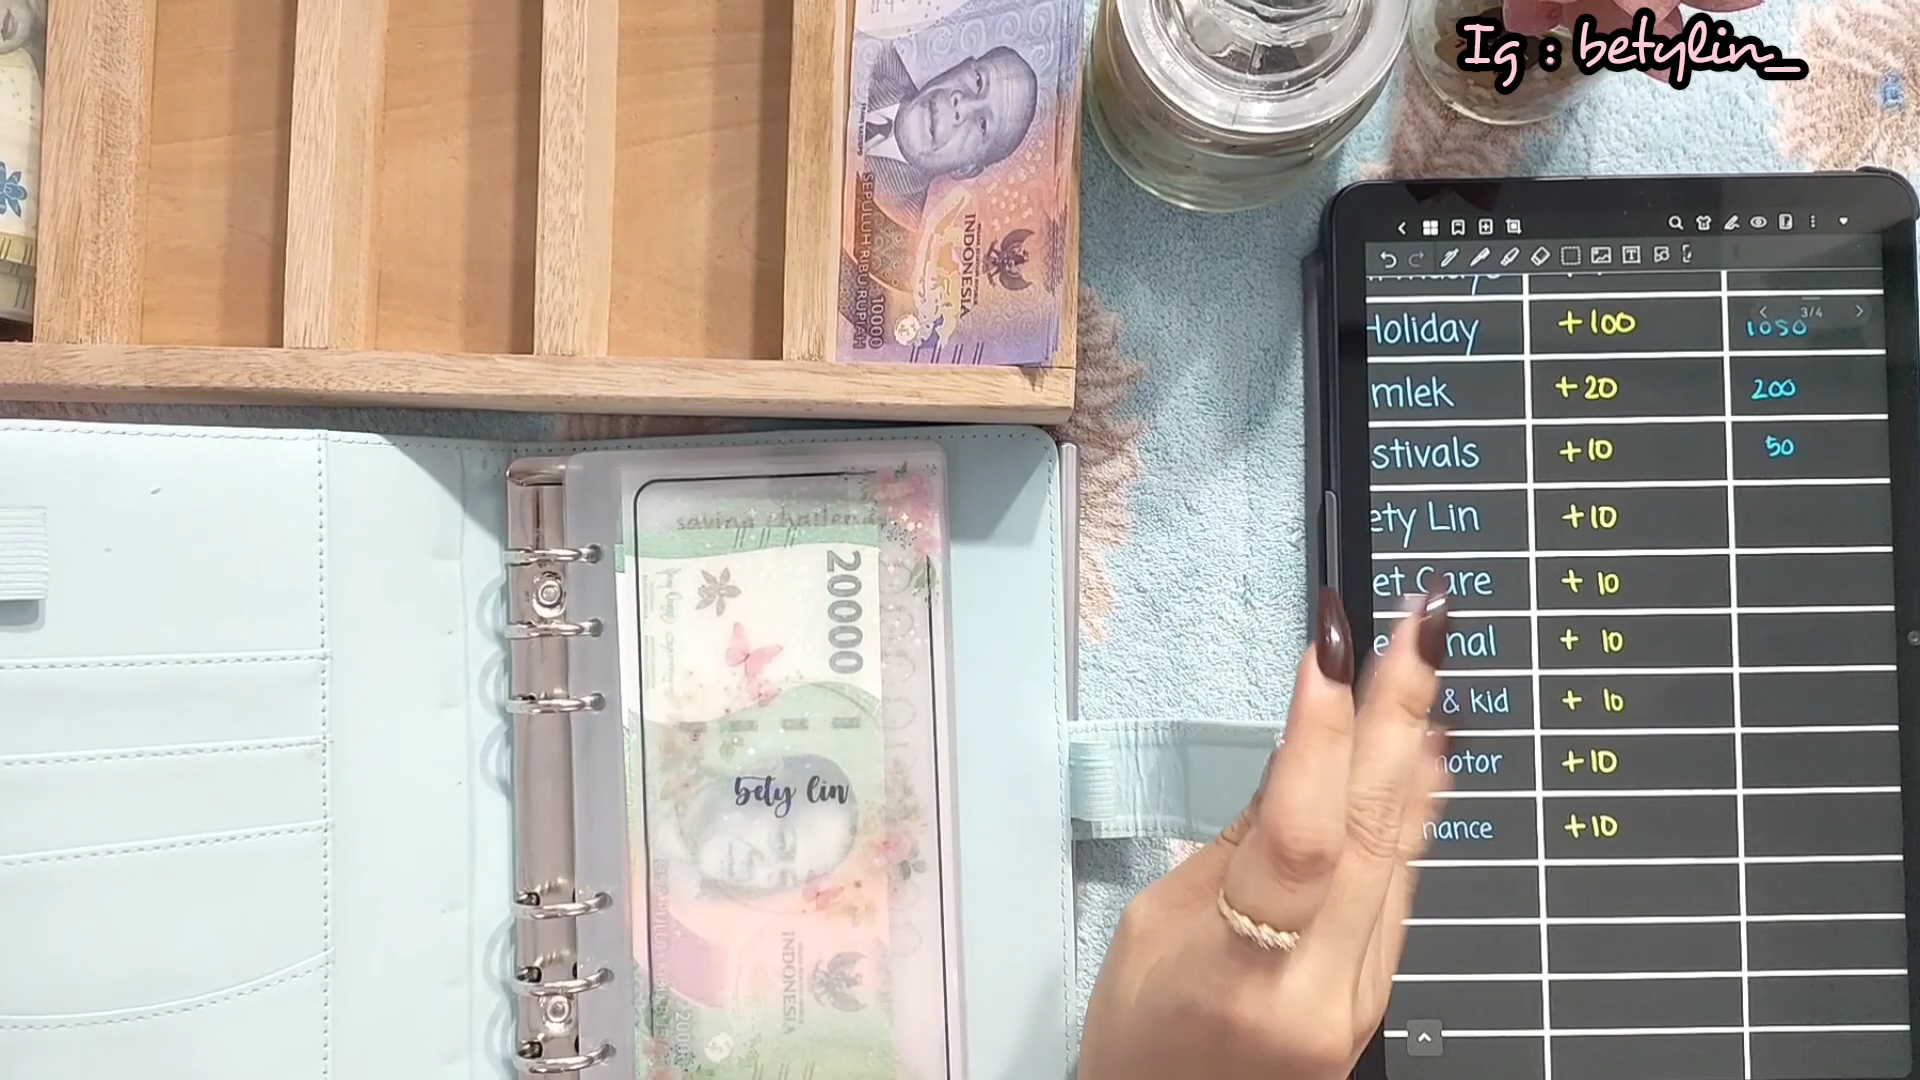 Ig : betylin_
SEPULUH RIBU RUPIAH
10000
INDONESIA
3/4
Holiday +100 1050
mlek +20 200
stivals +10 50
ety Lin +10
et Care +10
nal +10
& kid +10
motor +10
nance +10
saving challenge
20000
bety lin
INDONESIA